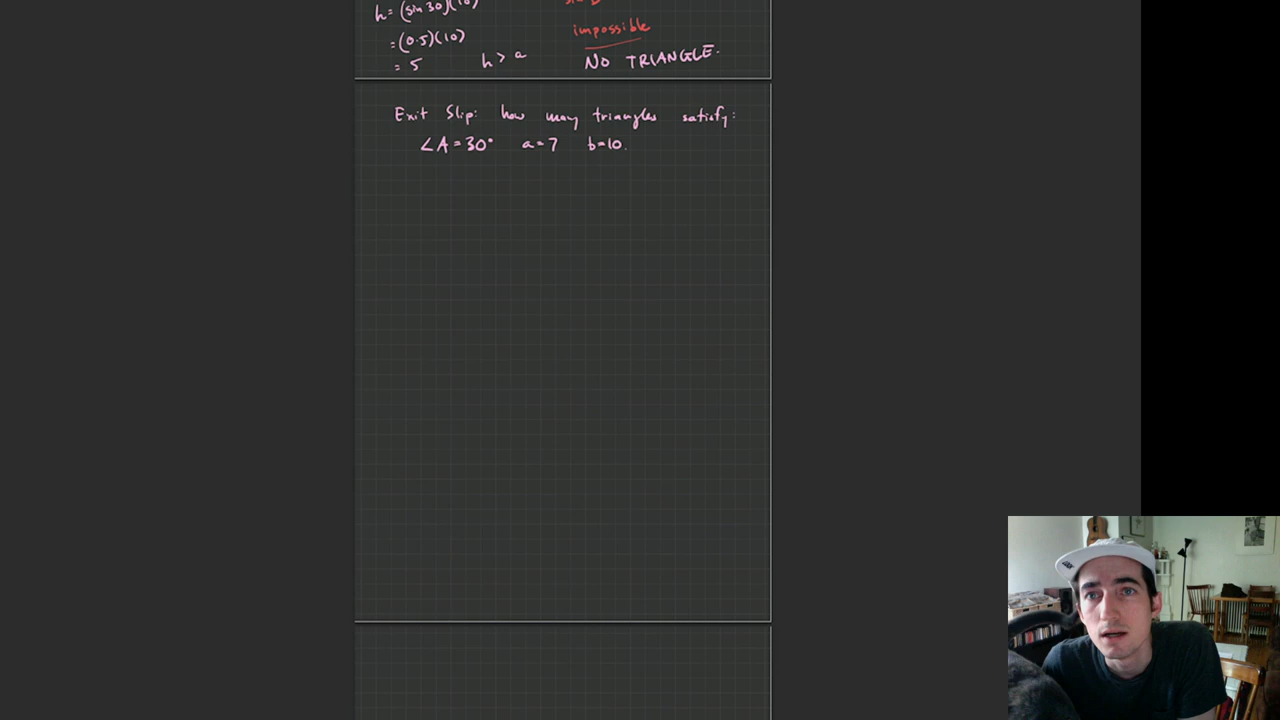 h = (sin 30)(10)
= (0.5)(10)
= 5
h > a
impossible
NO TRIANGLE.
Exit Slip: how many triangles satisfy:
∠A = 30° a = 7 b = 10.